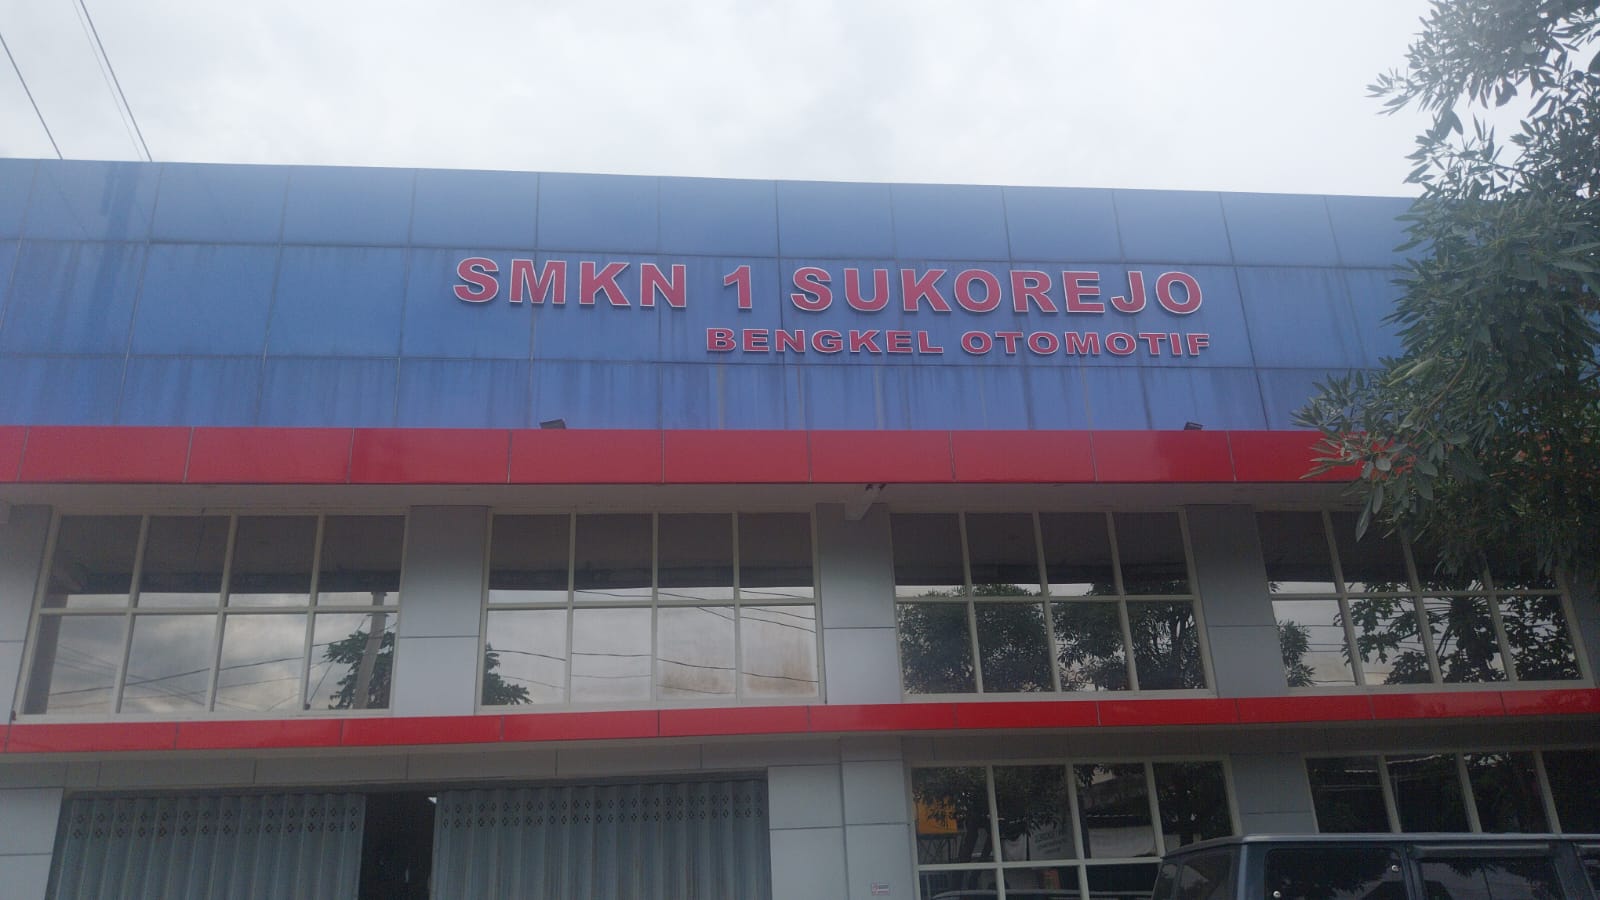 SMKN 1 SUKOREJO
BENGKEL OTOMOTIF